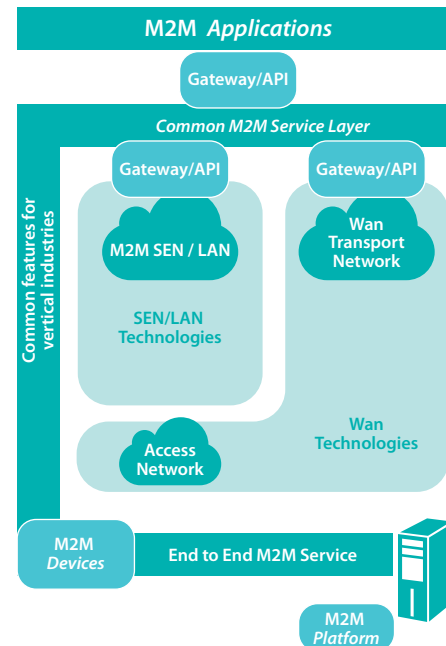 M2M Applications
Gateway/API
Common M2M Service Layer
Gateway/API
Gateway/API
Common features for
vertical industries
M2M SEN / LAN
Wan
Transport
Network
SEN/LAN
Technologies
Access
Network
Wan
Technologies
M2M
Devices
End to End M2M Service
M2M
Platform